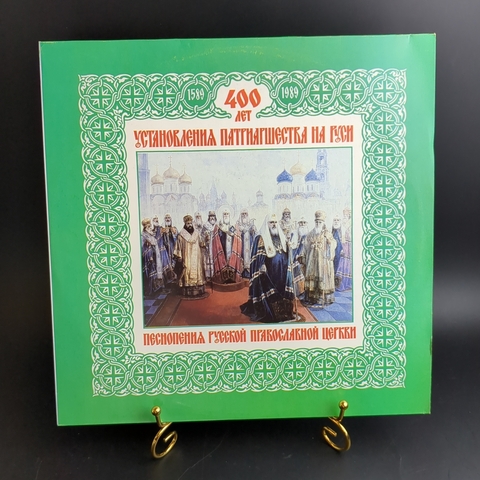 1589 400 1989
ЛЕТ
УСТАНОВЛЕНИЯ ПАТРИАРШЕСТВА НА РУСИ
ПЕСНОПЕНИЯ РУССКОЙ ПРАВОСЛАВНОЙ ЦЕРКВИ